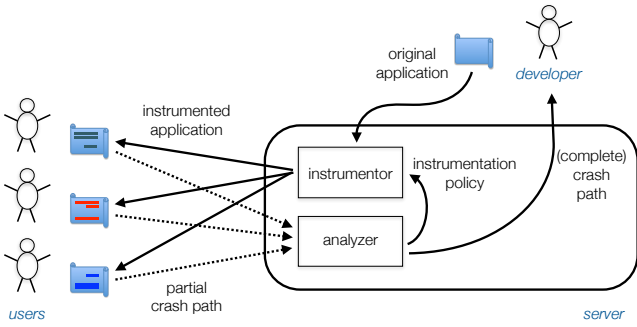 original
application
developer
instrumented
application
instrumentor
instrumentation
policy
(complete)
crash
path
analyzer
partial
crash path
users
server